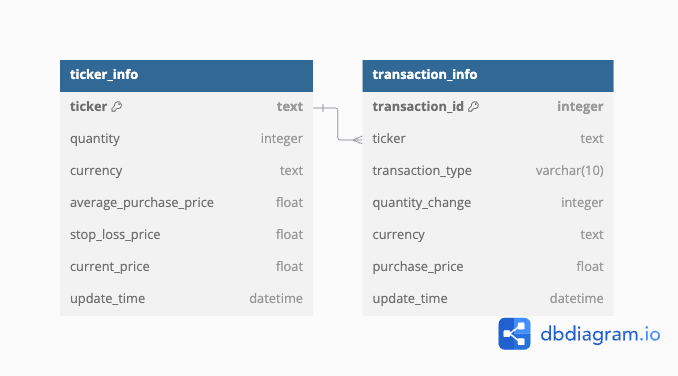 ticker_info
ticker text
quantity integer
currency text
average_purchase_price float
stop_loss_price float
current_price float
update_time datetime
transaction_info
transaction_id integer
ticker text
transaction_type varchar(10)
quantity_change integer
currency text
purchase_price float
update_time datetime
dbdiagram.io